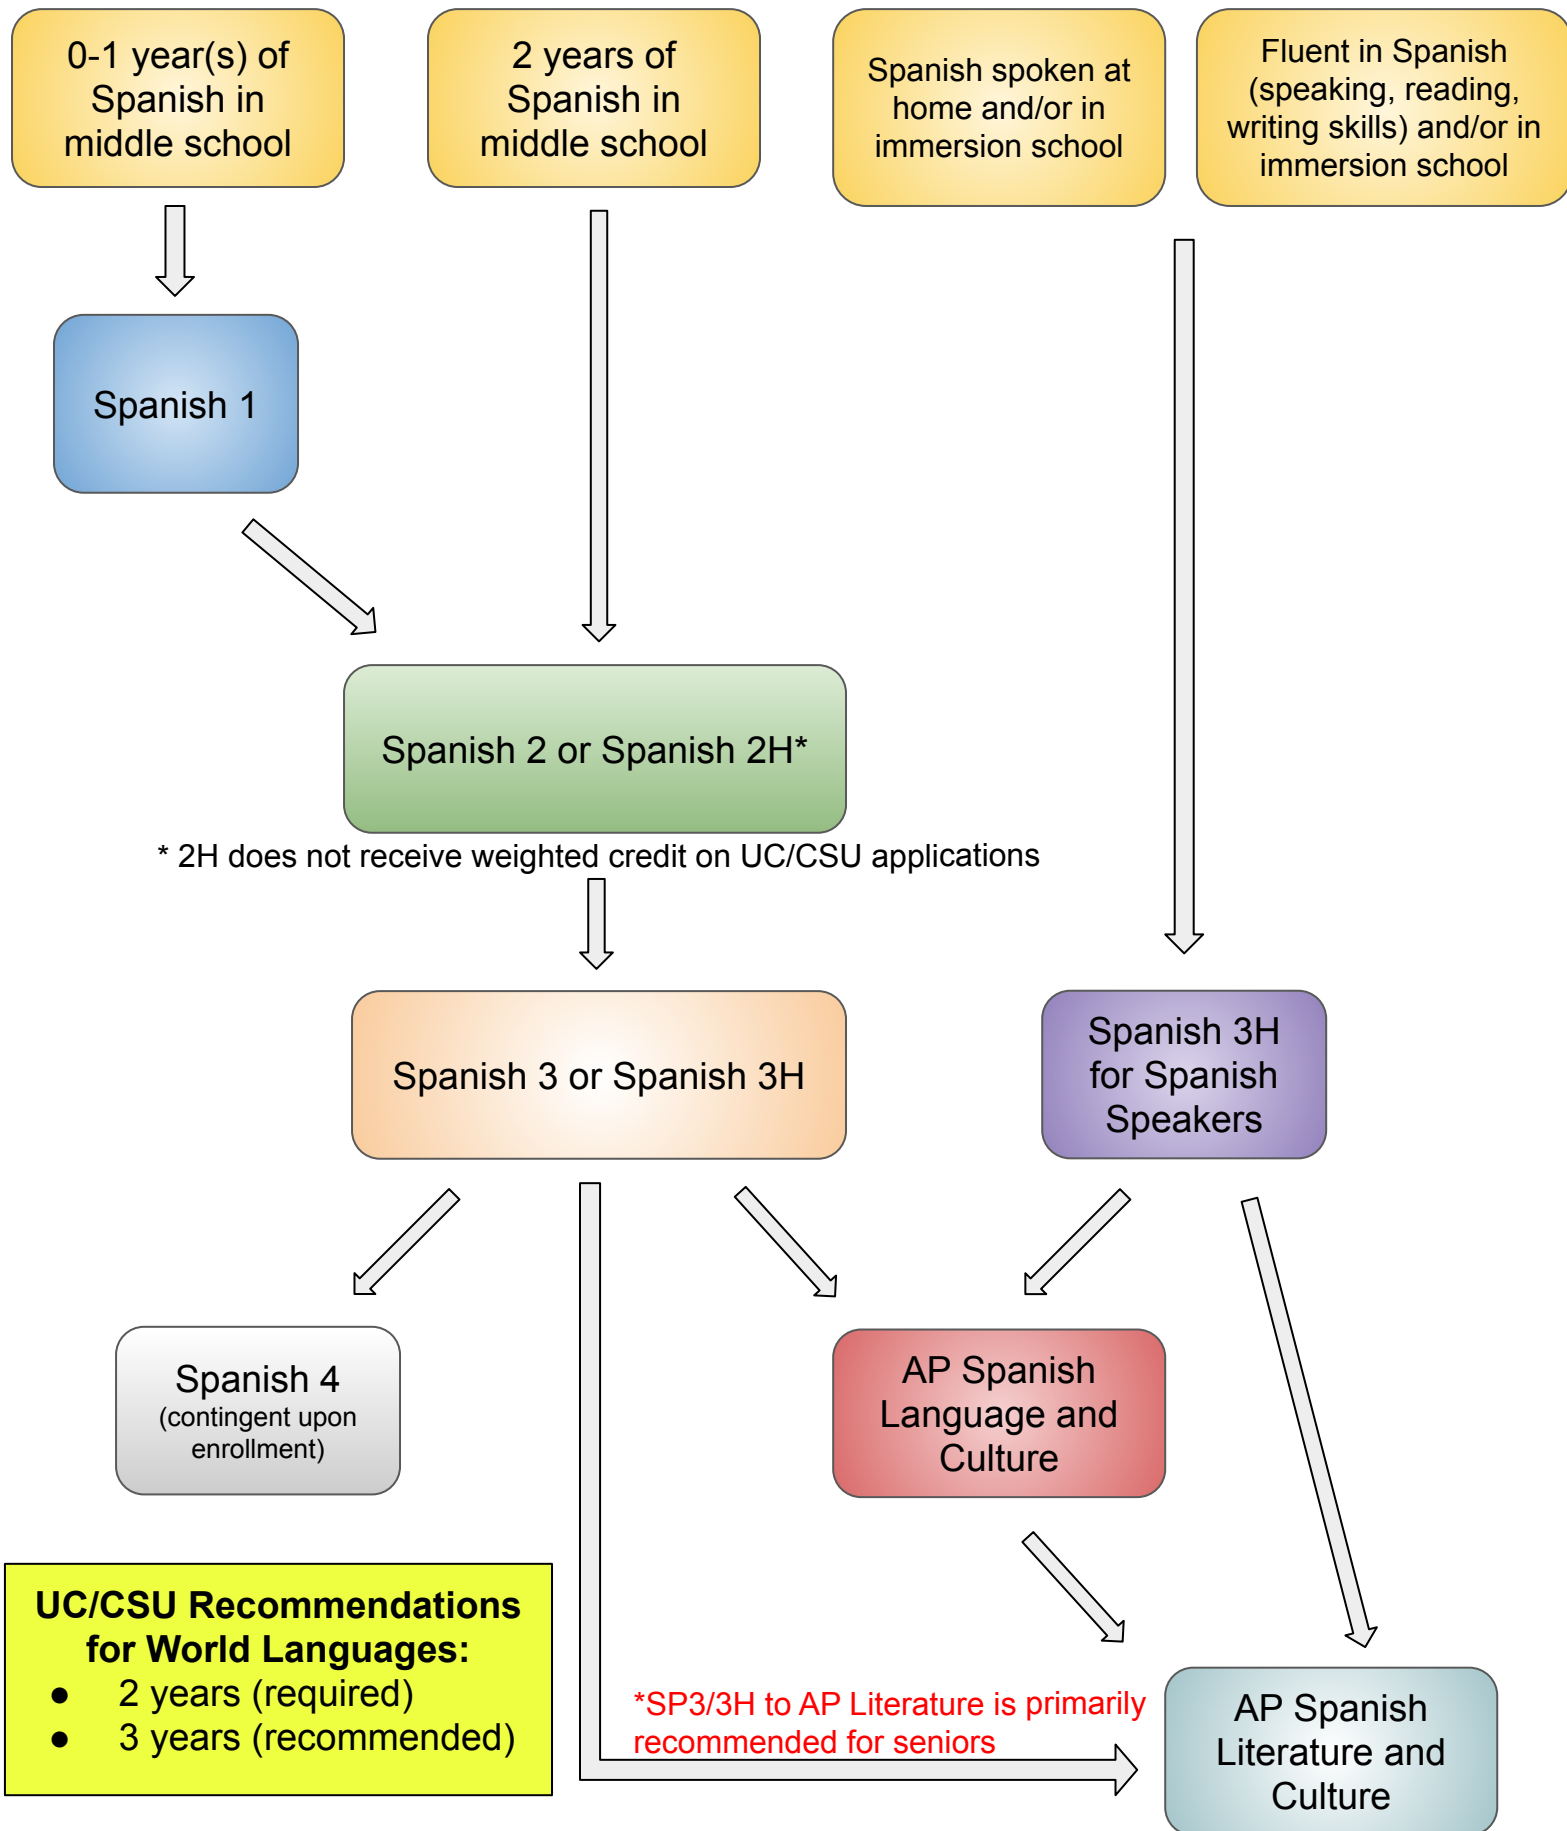 0-1 year(s) of
Spanish in
middle school
2 years of
Spanish in
middle school
Spanish spoken at
home and/or in
immersion school
Fluent in Spanish
(speaking, reading,
writing skills) and/or in
immersion school
Spanish 1
Spanish 2 or Spanish 2H*
* 2H does not receive weighted credit on UC/CSU applications
Spanish 3 or Spanish 3H
Spanish 3H
for Spanish
Speakers
Spanish 4
(contingent upon
enrollment)
AP Spanish
Language and
Culture
UC/CSU Recommendations
for World Languages:
● 2 years (required)
● 3 years (recommended)
*SP3/3H to AP Literature is primarily
recommended for seniors
AP Spanish
Literature and
Culture